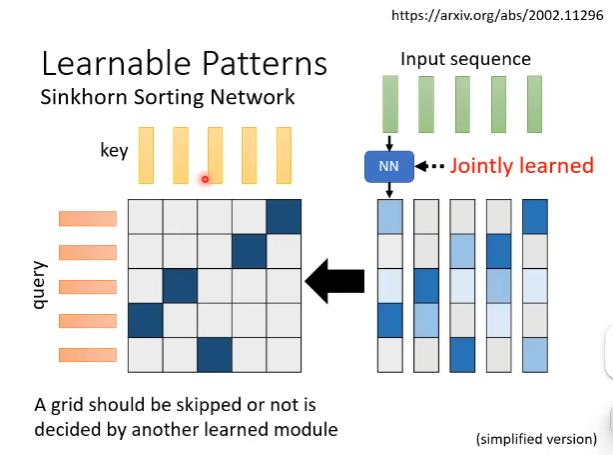 https://arxiv.org/abs/2002.11296
Learnable Patterns
Sinkhorn Sorting Network
Input sequence
key
NN
Jointly learned
query
A grid should be skipped or not is
decided by another learned module
(simplified version)